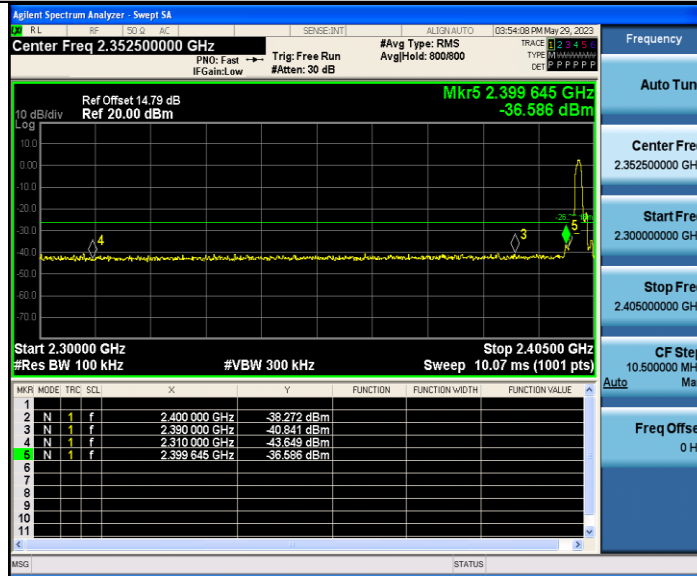 Agilent Spectrum Analyzer - Swept SA
RL RF 50 Ω AC SENSE:INT ALIGN AUTO 03:54:08 PM May 29, 2023
Center Freq 2.352500000 GHz
PNO: Fast Trig: Free Run #Avg Type: RMS TRACE 1 2 3 4 5 6
IFGain:Low #Atten: 30 dB Avg|Hold: 800/800 TYPE M
DET P P P P P P
Ref Offset 14.79 dB Mkr5 2.399 645 GHz
10 dB/div Ref 20.00 dBm -36.586 dBm
Log
10.0
0.00
-10.0
-20.0
-30.0
-40.0
-50.0
-60.0
-70.0
4
3
5
Start 2.30000 GHz Stop 2.40500 GHz
#Res BW 100 kHz #VBW 300 kHz Sweep 10.07 ms (1001 pts)
MKR MODE TRC SCL X Y FUNCTION FUNCTION WIDTH FUNCTION VALUE
1
2 N 1 f 2.400 000 GHz -38.272 dBm
3 N 1 f 2.390 000 GHz -40.841 dBm
4 N 1 f 2.310 000 GHz -43.649 dBm
5 N 1 f 2.399 645 GHz -36.586 dBm
6
7
8
9
10
11
MSG STATUS
Frequency
Auto Tun
Center Fre
2.352500000 GH
Start Fre
2.300000000 GH
Stop Fre
2.405000000 GH
CF Ste
10.500000 MH
Auto Ma
Freq Offse
0 H